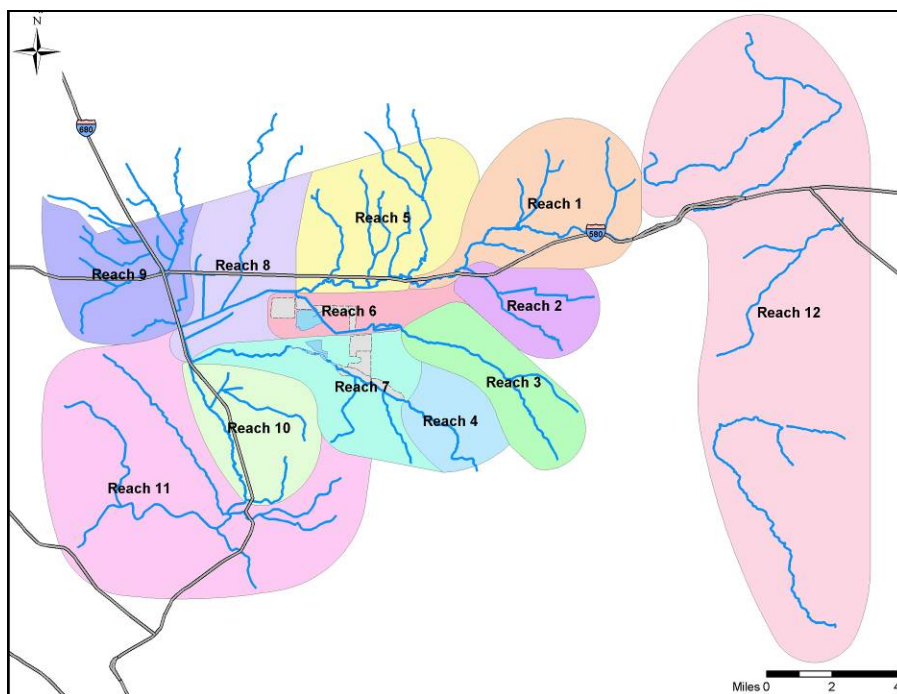 N
680
Reach 1
Reach 5
580
Reach 8
Reach 9
Reach 6
Reach 2
Reach 12
Reach 3
Reach 7
Reach 4
Reach 10
Reach 11
Miles 0 2 4